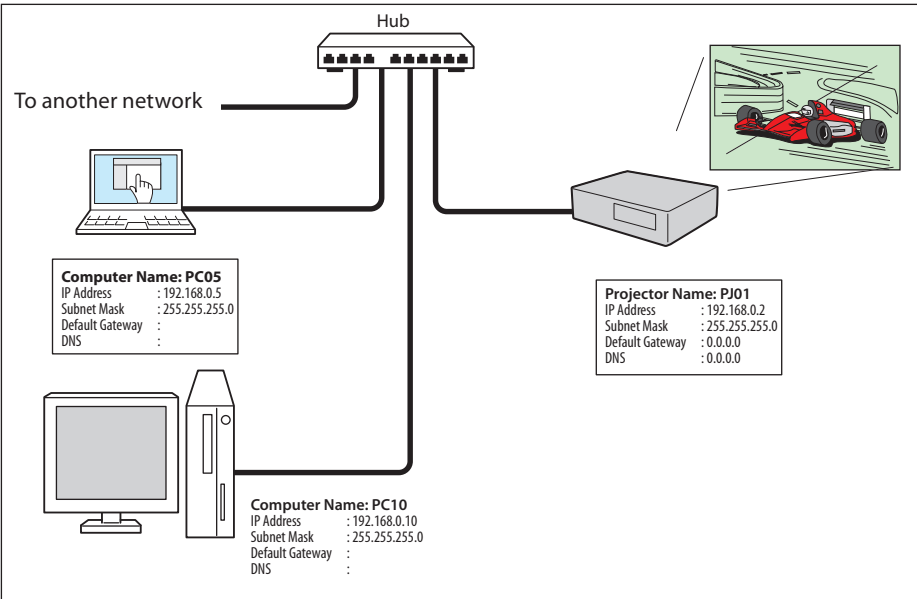 Hub
To another network
Computer Name: PC05
IP Address : 192.168.0.5
Subnet Mask : 255.255.255.0
Default Gateway :
DNS :
Projector Name: PJ01
IP Address : 192.168.0.2
Subnet Mask : 255.255.255.0
Default Gateway : 0.0.0.0
DNS : 0.0.0.0
Computer Name: PC10
IP Address : 192.168.0.10
Subnet Mask : 255.255.255.0
Default Gateway :
DNS :